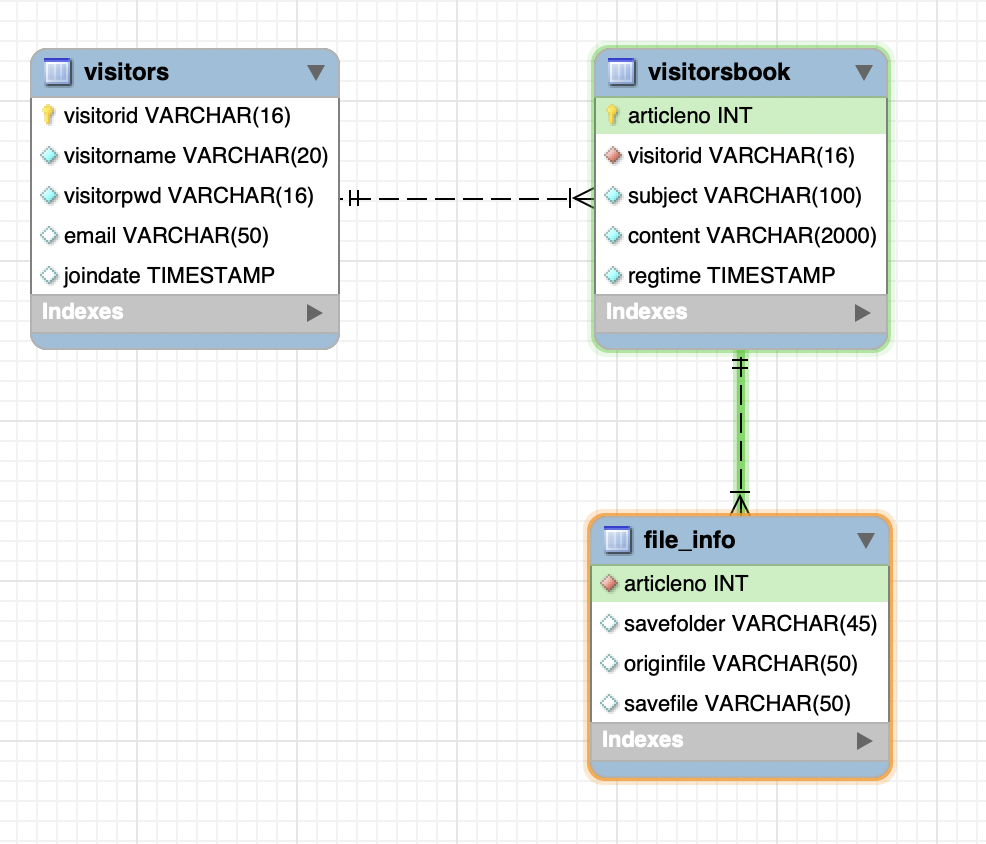 visitors
visitorid VARCHAR(16)
visitorname VARCHAR(20)
visitorpwd VARCHAR(16)
email VARCHAR(50)
joindate TIMESTAMP
Indexes
visitorsbook
articleno INT
visitorid VARCHAR(16)
subject VARCHAR(100)
content VARCHAR(2000)
regtime TIMESTAMP
Indexes
file_info
articleno INT
savefolder VARCHAR(45)
originfile VARCHAR(50)
savefile VARCHAR(50)
Indexes